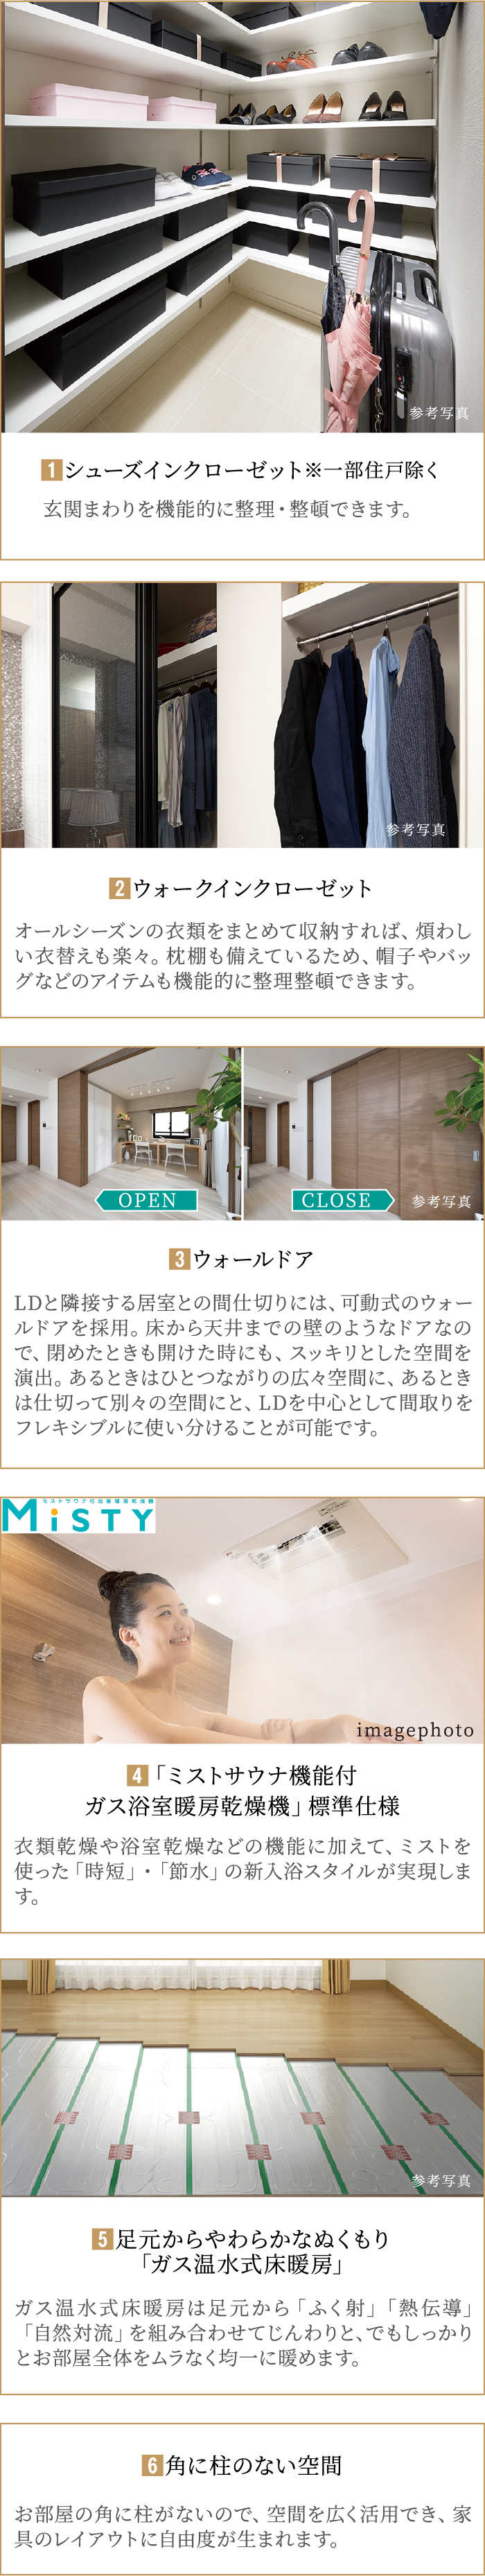 参考写真
1 シューズインクローゼット※一部住戸除く
玄関まわりを機能的に整理・整頓できます。
参考写真
2 ウォークインクローゼット
オールシーズンの衣類をまとめて収納すれば、煩わし
い衣替えも楽々。枕棚も備えているため、帽子やバッ
グなどのアイテムも機能的に整理整頓できます。
OPEN
CLOSE
参考写真
3 ウォールドア
LDと隣接する居室との間仕切りには、可動式のウォー
ルドアを採用。床から天井までの壁のようなドアなの
で、閉めたときも開けた時にも、スッキリとした空間を
演出。あるときはひとつながりの広々空間に、あるとき
は仕切って別々の空間にと、LDを中心として間取りを
フレキシブルに使い分けることが可能です。
ミストサウナ付浴室暖房乾燥機
MiSTY
imagephoto
4 「ミストサウナ機能付
ガス浴室暖房乾燥機」標準仕様
衣類乾燥や浴室乾燥などの機能に加えて、ミストを
使った「時短」・「節水」の新入浴スタイルが実現しま
す。
参考写真
5 足元からやわらかなぬくもり
「ガス温水式床暖房」
ガス温水式床暖房は足元から「ふく射」「熱伝導」
「自然対流」を組み合わせてじんわりと、でもしっかり
とお部屋全体をムラなく均一に暖めます。
6 角に柱のない空間
お部屋の角に柱がないので、空間を広く活用でき、家
具のレイアウトに自由度が生まれます。